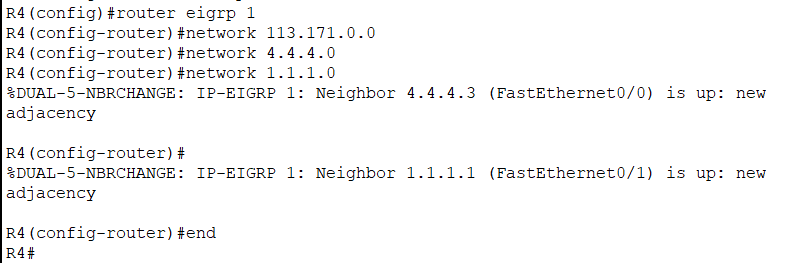 R4(config)#router eigrp 1
R4(config-router)#network 113.171.0.0
R4(config-router)#network 4.4.4.0
R4(config-router)#network 1.1.1.0
%DUAL-5-NBRCHANGE: IP-EIGRP 1: Neighbor 4.4.4.3 (FastEthernet0/0) is up: new
adjacency
R4(config-router)#
%DUAL-5-NBRCHANGE: IP-EIGRP 1: Neighbor 1.1.1.1 (FastEthernet0/1) is up: new
adjacency
R4(config-router)#end
R4#